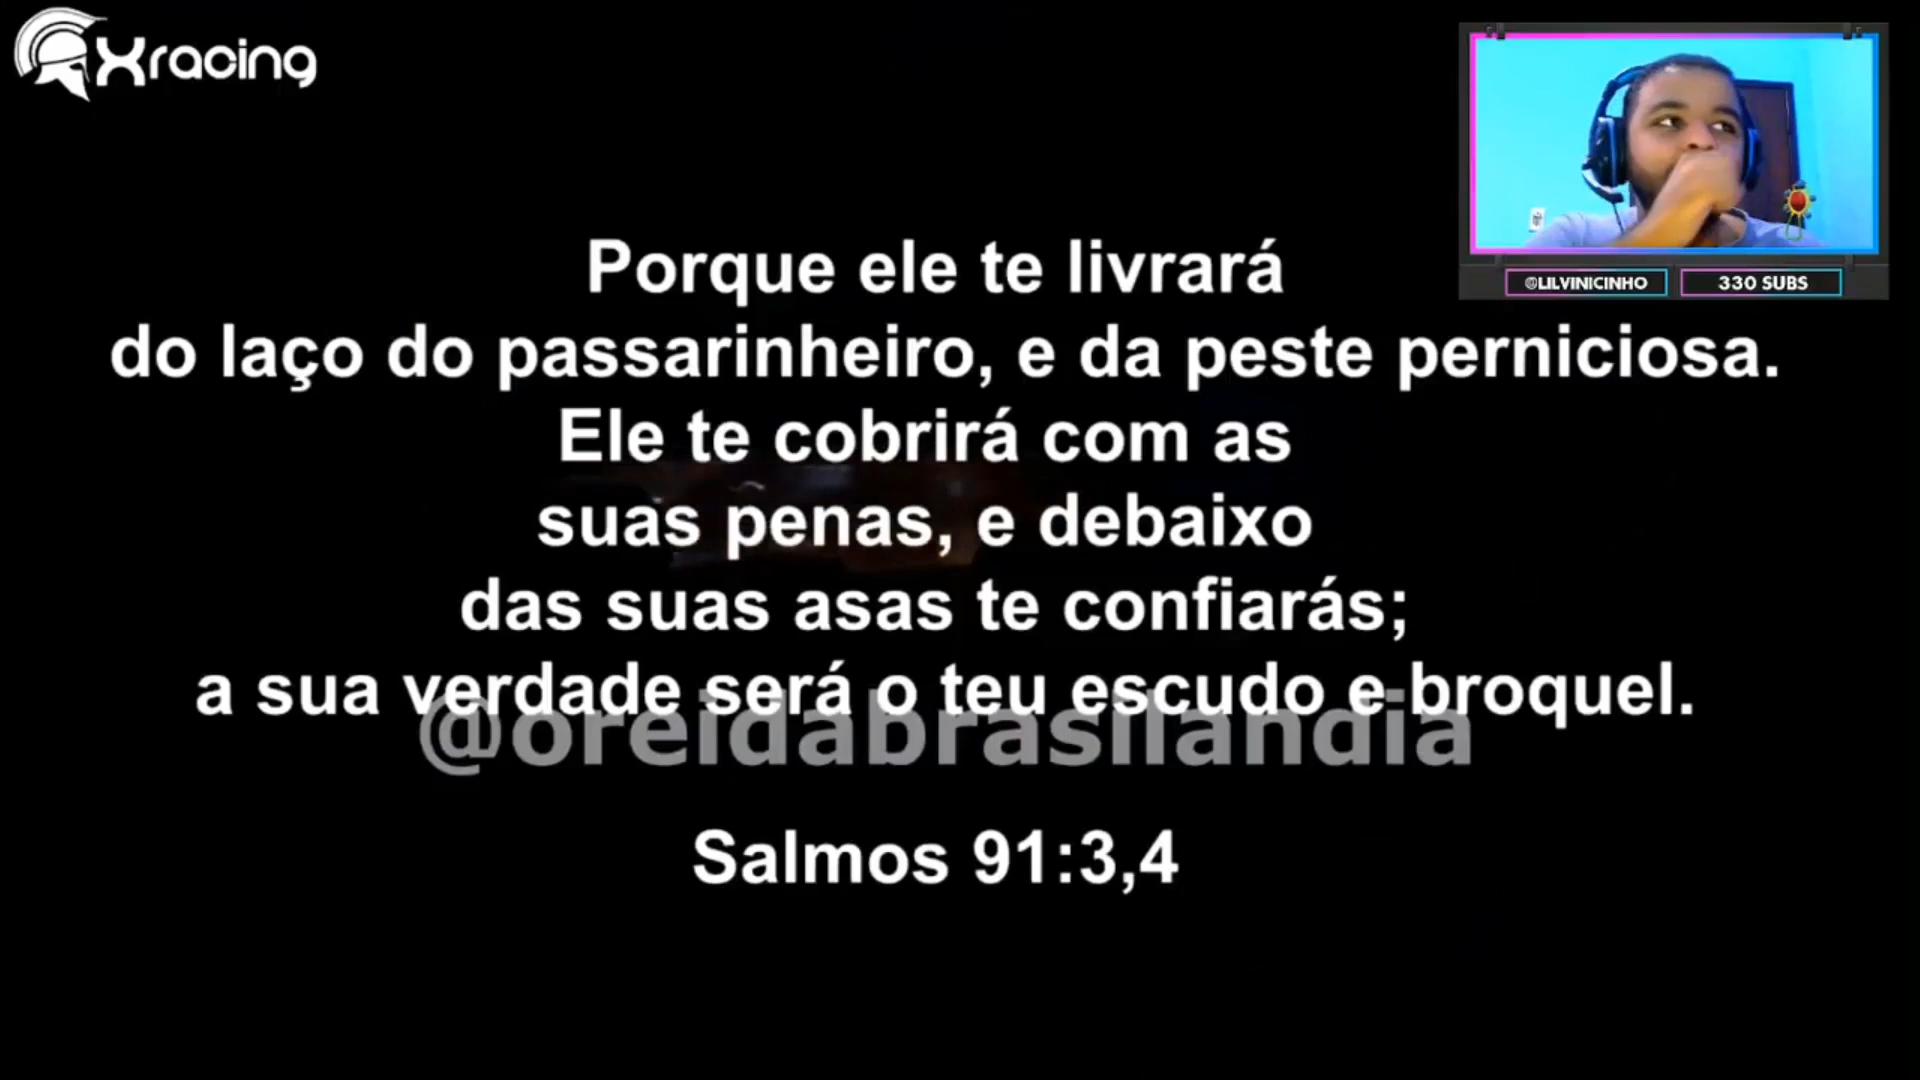 Xracing
Porque ele te livrará
do laço do passarinheiro, e da peste perniciosa.
Ele te cobrirá com as
suas penas, e debaixo
das suas asas te confiarás;
a sua verdade será o teu escudo e broquel.
@oreidabrasilandia
Salmos 91:3,4
@LILVINICINHO
330 SUBS